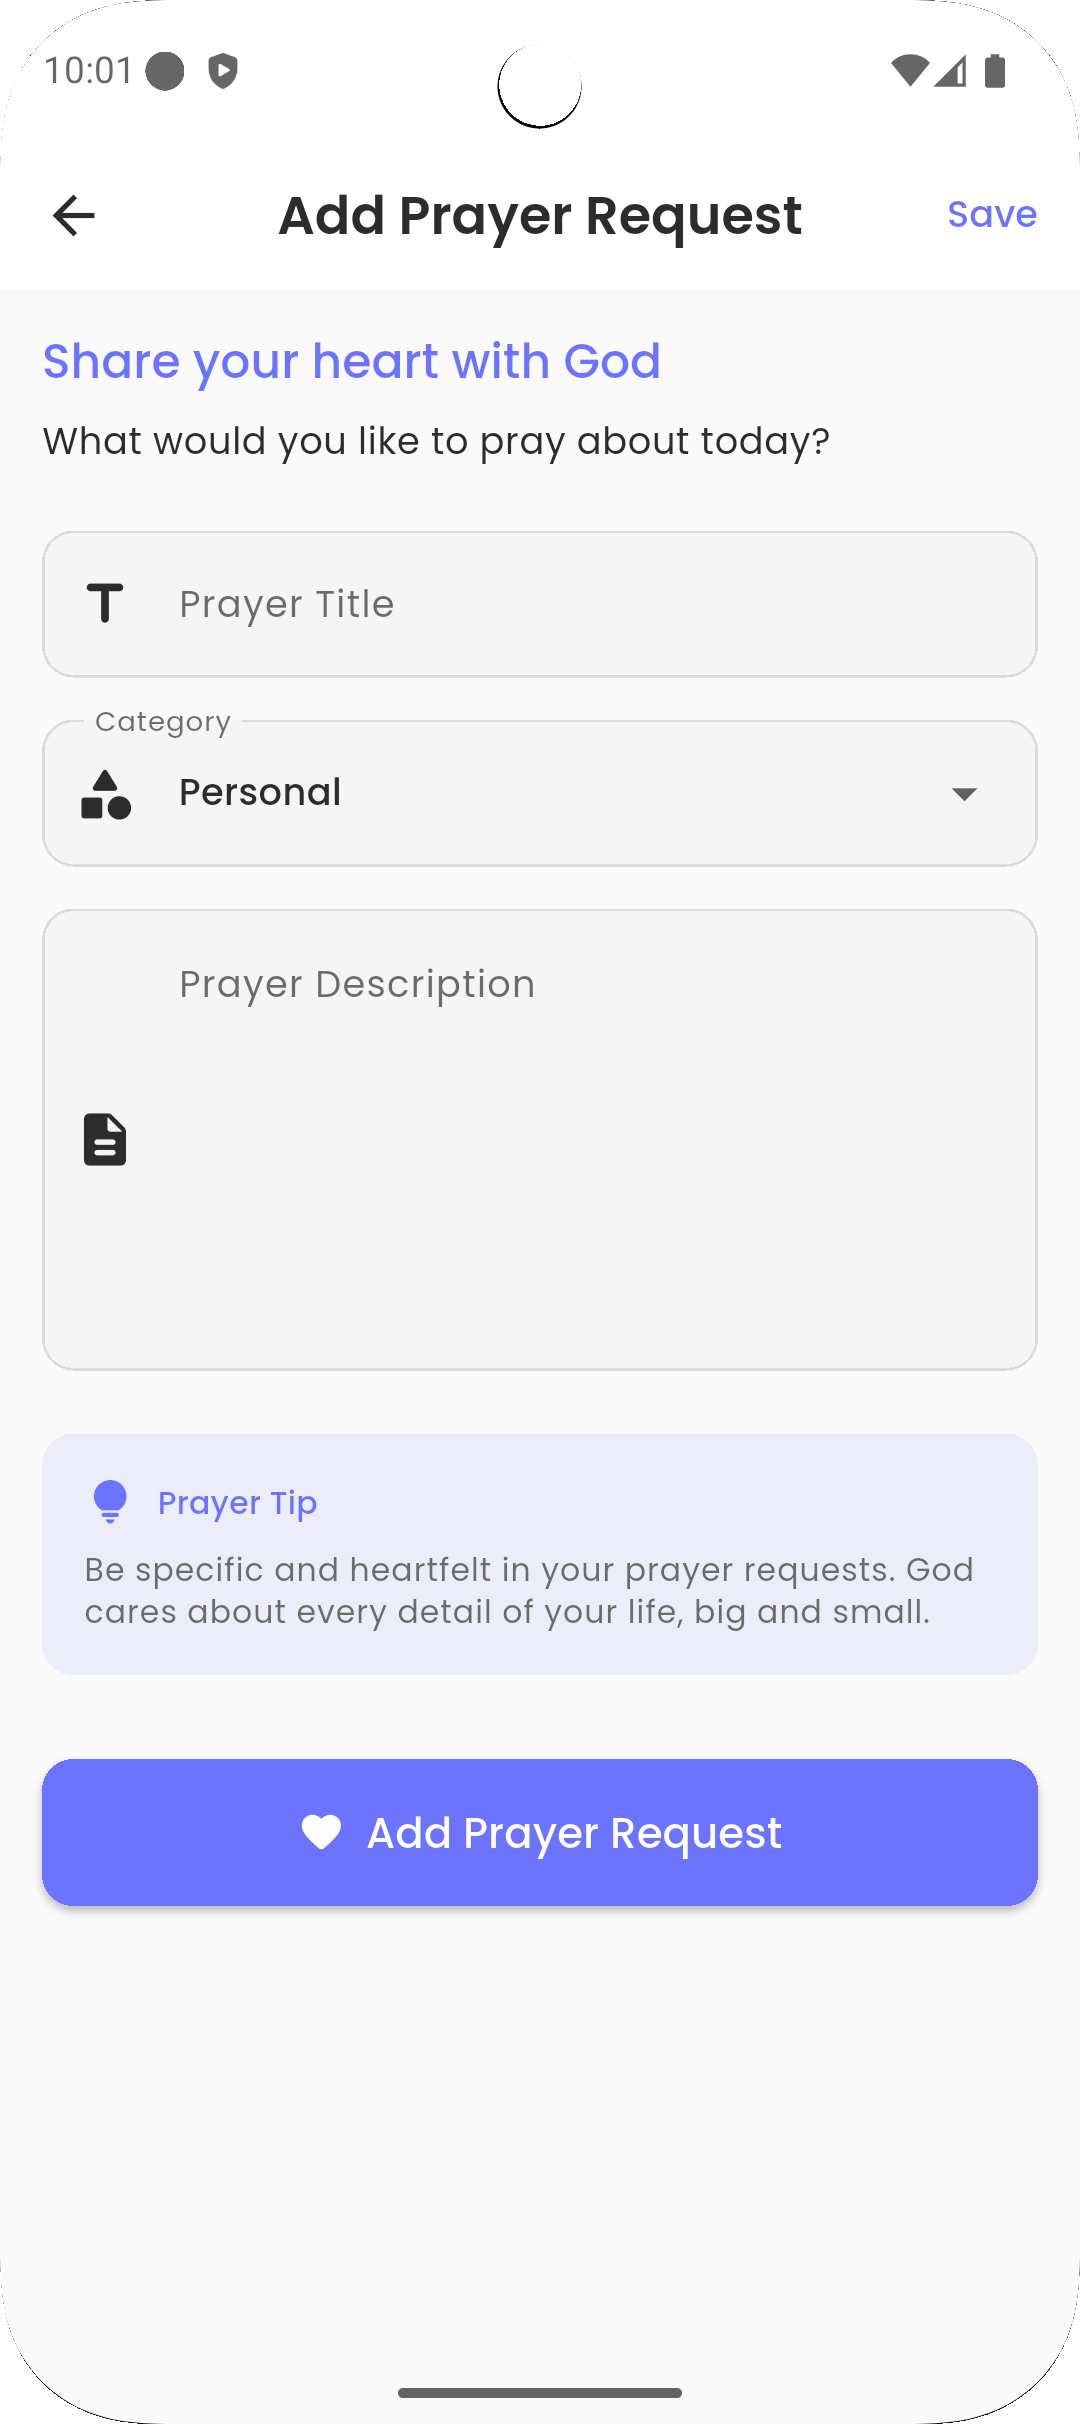 10:01
Add Prayer Request
Save
Share your heart with God
What would you like to pray about today?
Prayer Title
Category
Personal
Prayer Description
Prayer Tip
Be specific and heartfelt in your prayer requests. God
cares about every detail of your life, big and small.
Add Prayer Request